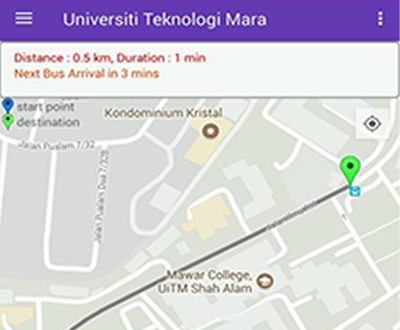 Universiti Teknologi Mara
Distance : 0.5 km, Duration : 1 min
Next Bus Arrival in 3 mins
start point
destination
Kondominium Kristal
Jalan Pualam 7/32
Jalan Pualam Dua 7/32B
Mawar College,
UiTM Shah Alam